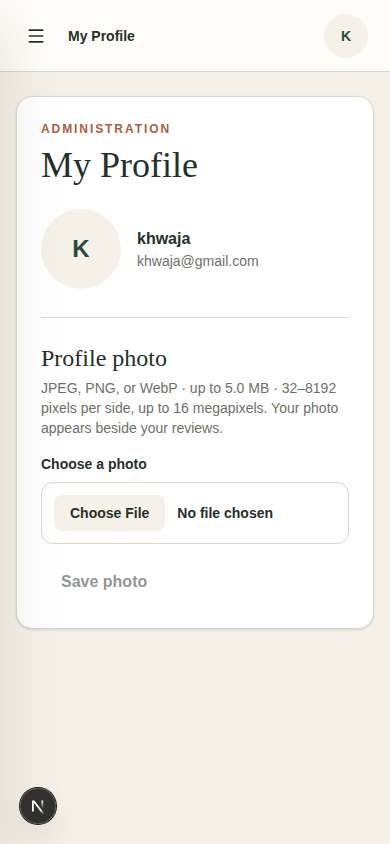 My Profile
K
ADMINISTRATION
My Profile
K
khwaja
khwaja@gmail.com
Profile photo
JPEG, PNG, or WebP · up to 5.0 MB · 32–8192
pixels per side, up to 16 megapixels. Your photo
appears beside your reviews.
Choose a photo
Choose File No file chosen
Save photo
N